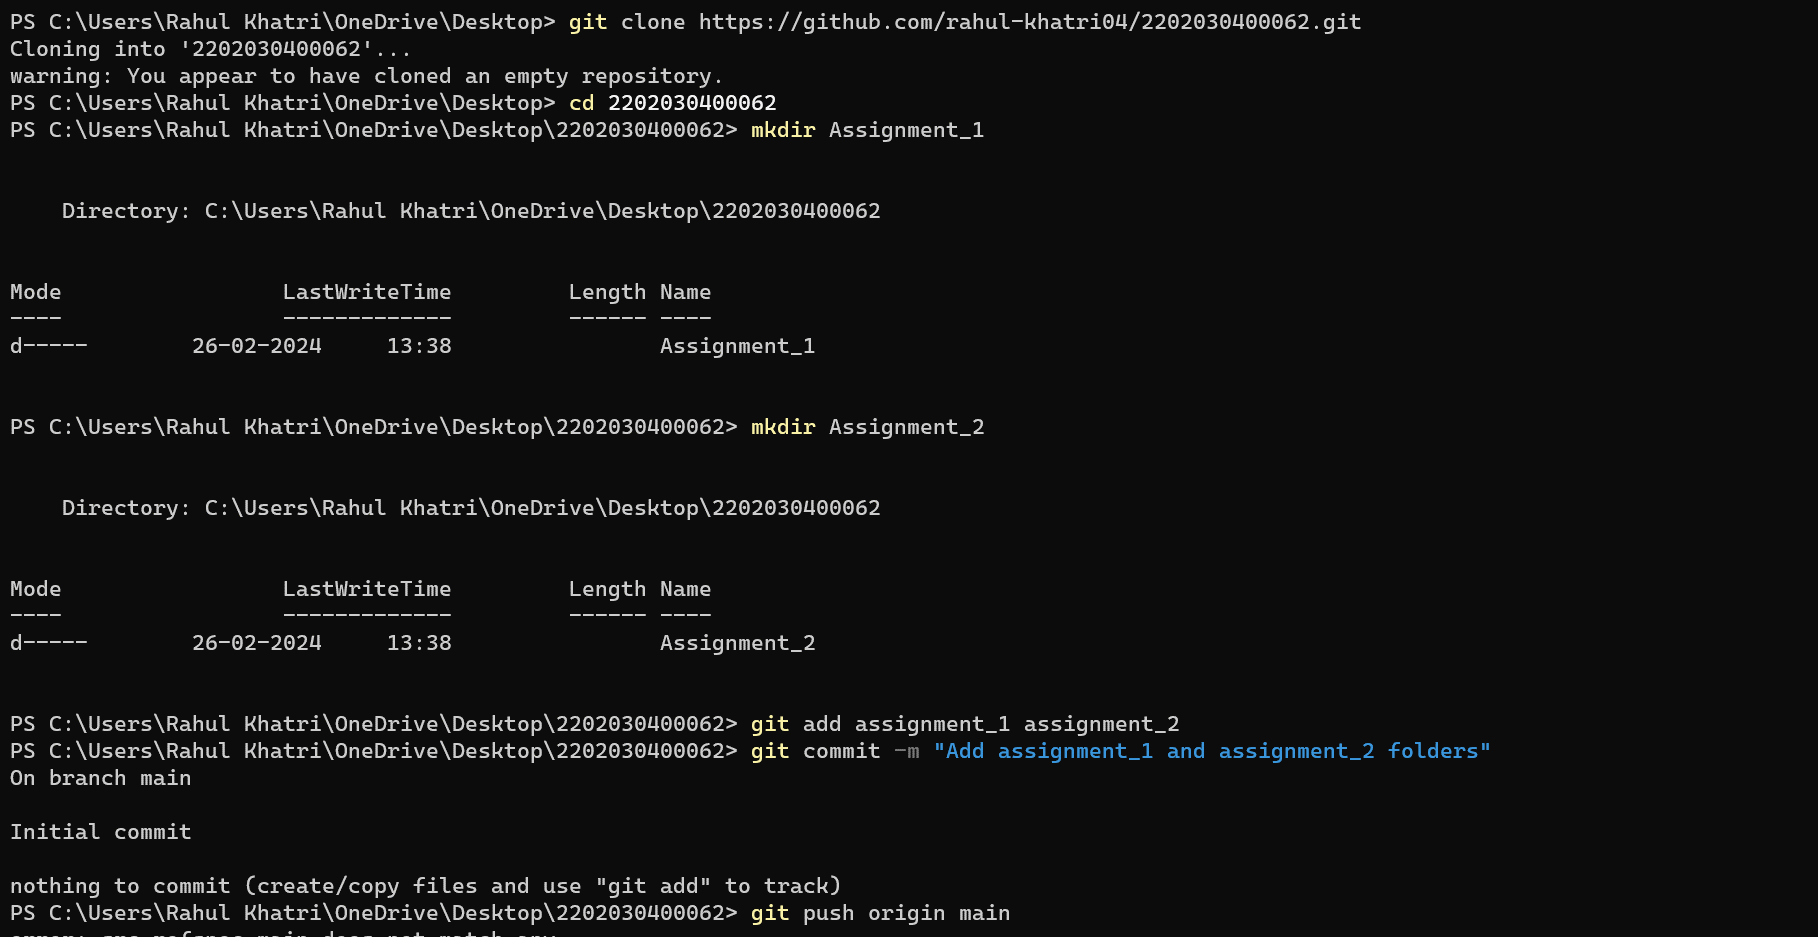 PS C:\Users\Rahul Khatri\OneDrive\Desktop> git clone https://github.com/rahul-khatri04/2202030400062.git
Cloning into '2202030400062'...
warning: You appear to have cloned an empty repository.
PS C:\Users\Rahul Khatri\OneDrive\Desktop> cd 2202030400062
PS C:\Users\Rahul Khatri\OneDrive\Desktop\2202030400062> mkdir Assignment_1
    Directory: C:\Users\Rahul Khatri\OneDrive\Desktop\2202030400062
Mode                 LastWriteTime         Length Name
----                 -------------         ------ ----
d-----        26-02-2024     13:38                Assignment_1
PS C:\Users\Rahul Khatri\OneDrive\Desktop\2202030400062> mkdir Assignment_2
    Directory: C:\Users\Rahul Khatri\OneDrive\Desktop\2202030400062
Mode                 LastWriteTime         Length Name
----                 -------------         ------ ----
d-----        26-02-2024     13:38                Assignment_2
PS C:\Users\Rahul Khatri\OneDrive\Desktop\2202030400062> git add assignment_1 assignment_2
PS C:\Users\Rahul Khatri\OneDrive\Desktop\2202030400062> git commit -m "Add assignment_1 and assignment_2 folders"
On branch main
Initial commit
nothing to commit (create/copy files and use "git add" to track)
PS C:\Users\Rahul Khatri\OneDrive\Desktop\2202030400062> git push origin main